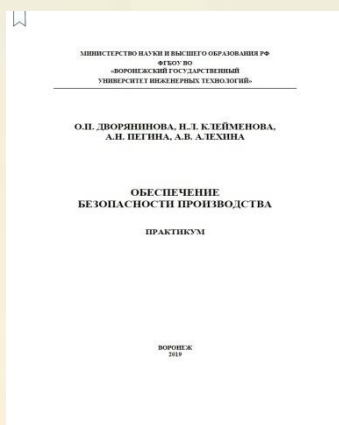 МИНИСТЕРСТВО НАУКИ И ВЫСШЕГО ОБРАЗОВАНИЯ РФ
ФГБОУ ВО
«ВОРОНЕЖСКИЙ ГОСУДАРСТВЕННЫЙ
УНИВЕРСИТЕТ ИНЖЕНЕРНЫХ ТЕХНОЛОГИЙ»
О.П. ДВОРЯНИНОВА, Н.Л. КЛЕЙМЕНОВА,
А.Н. ПЕГИНА, А.В. АЛЕХИНА
ОБЕСПЕЧЕНИЕ
БЕЗОПАСНОСТИ ПРОИЗВОДСТВА
ПРАКТИКУМ
ВОРОНЕЖ
2019